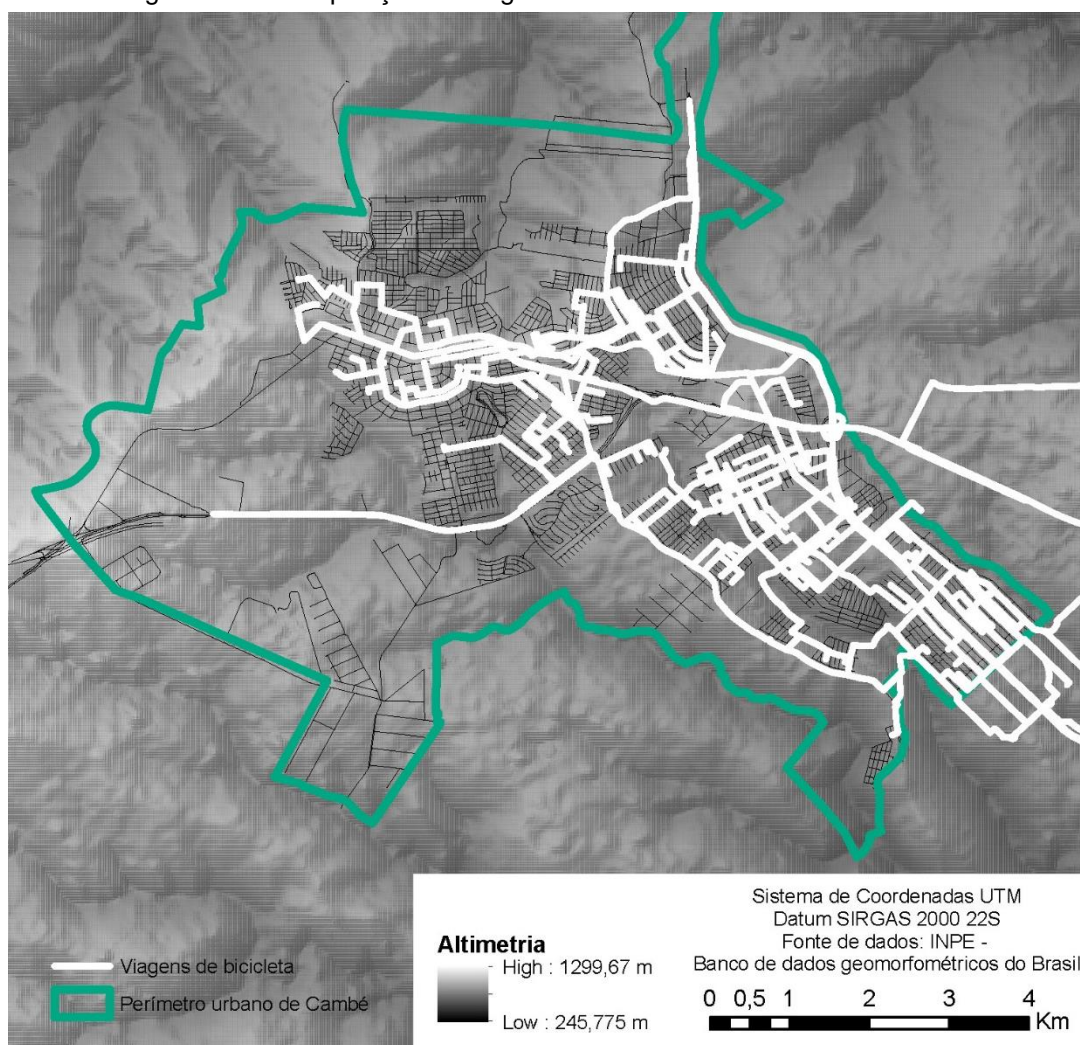 Viagens de bicicleta
Perímetro urbano de Cambé
Altimetria
High : 1299,67 m
Low : 245,775 m
Sistema de Coordenadas UTM
Datum SIRGAS 2000 22S
Fonte de dados: INPE -
Banco de dados geomorfométricos do Brasil
0 0,5 1 2 3 4
Km